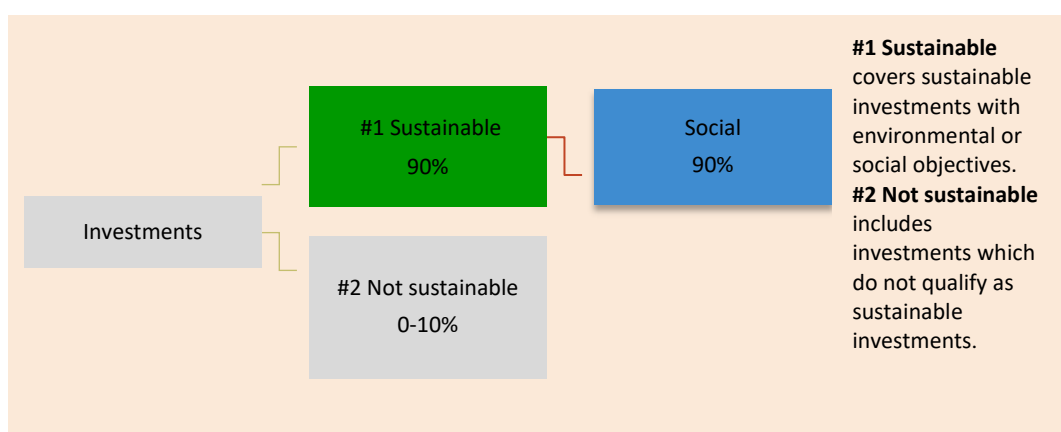 Investments
#1 Sustainable
90%
Social
90%
#2 Not sustainable
0-10%
#1 Sustainable
covers sustainable
investments with
environmental or
social objectives.
#2 Not sustainable
includes
investments which
do not qualify as
sustainable
investments.